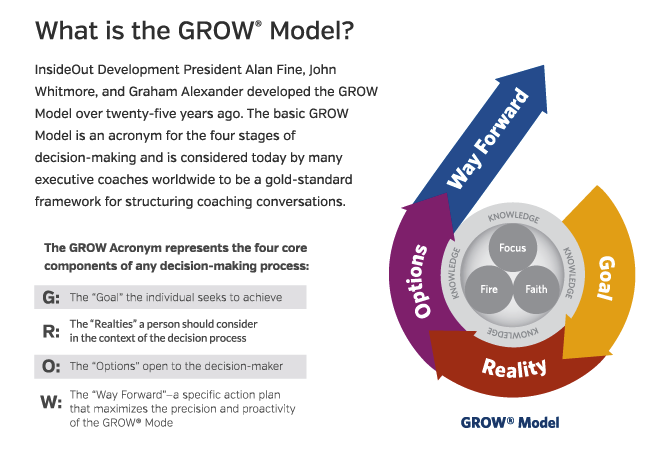 What is the GROW® Model?
InsideOut Development President Alan Fine, John
Whitmore, and Graham Alexander developed the GROW
Model over twenty-five years ago. The basic GROW
Model is an acronym for the four stages of
decision-making and is considered today by many
executive coaches worldwide to be a gold-standard
framework for structuring coaching conversations.
The GROW Acronym represents the four core
components of any decision-making process:
G: The “Goal” the individual seeks to achieve
R: The “Realties” a person should consider
in the context of the decision process
O: The “Options” open to the decision-maker
W: The “Way Forward”–a specific action plan
that maximizes the precision and proactivity
of the GROW® Mode
Way Forward
Options
Goal
Reality
KNOWLEDGE
KNOWLEDGE
KNOWLEDGE
KNOWLEDGE
Focus
Fire
Faith
GROW® Model